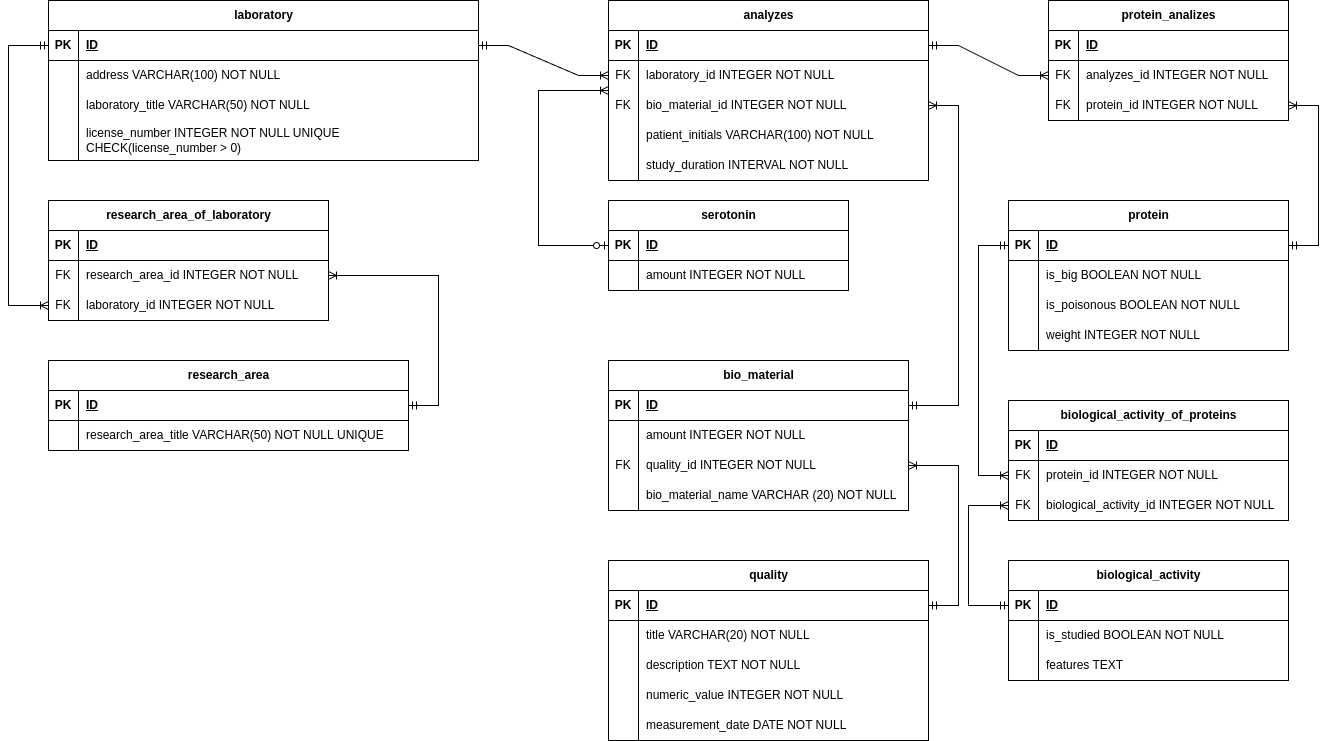 laboratory
PK ID
address VARCHAR(100) NOT NULL
laboratory_title VARCHAR(50) NOT NULL
license_number INTEGER NOT NULL UNIQUE
CHECK(license_number > 0)
analyzes
PK ID
FK laboratory_id INTEGER NOT NULL
FK bio_material_id INTEGER NOT NULL
patient_initials VARCHAR(100) NOT NULL
study_duration INTERVAL NOT NULL
protein_analizes
PK ID
FK analyzes_id INTEGER NOT NULL
FK protein_id INTEGER NOT NULL
research_area_of_laboratory
PK ID
FK research_area_id INTEGER NOT NULL
FK laboratory_id INTEGER NOT NULL
serotonin
PK ID
amount INTEGER NOT NULL
protein
PK ID
is_big BOOLEAN NOT NULL
is_poisonous BOOLEAN NOT NULL
weight INTEGER NOT NULL
research_area
PK ID
research_area_title VARCHAR(50) NOT NULL UNIQUE
bio_material
PK ID
amount INTEGER NOT NULL
FK quality_id INTEGER NOT NULL
bio_material_name VARCHAR (20) NOT NULL
biological_activity_of_proteins
PK ID
FK protein_id INTEGER NOT NULL
FK biological_activity_id INTEGER NOT NULL
quality
PK ID
title VARCHAR(20) NOT NULL
description TEXT NOT NULL
numeric_value INTEGER NOT NULL
measurement_date DATE NOT NULL
biological_activity
PK ID
is_studied BOOLEAN NOT NULL
features TEXT